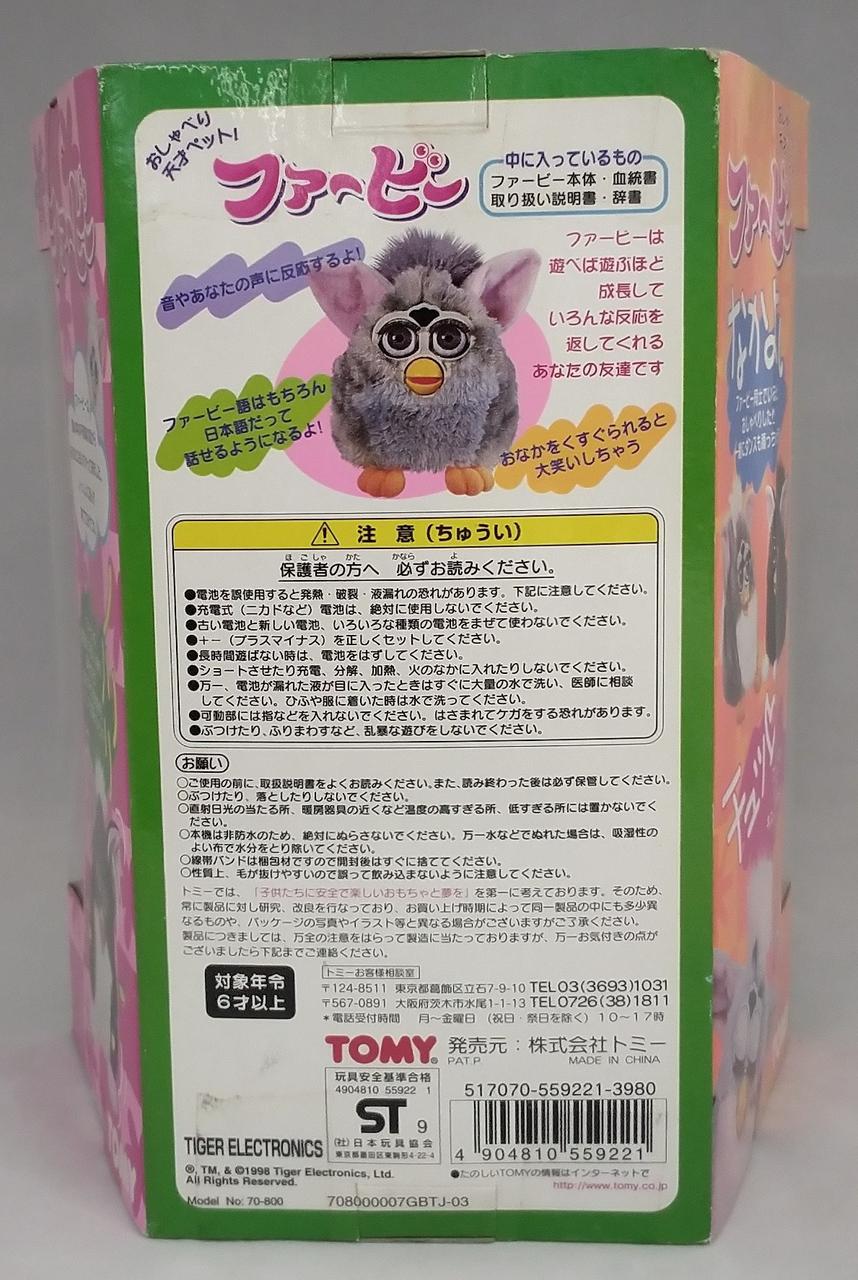 おしゃべり
天才ペット!
ファービー
中に入っているもの
ファービー本体・血統書
取り扱い説明書・辞書
音やあなたの声に反応するよ!
ファービーは
遊べば遊ぶほど
成長して
いろんな反応を
返してくれる
あなたの友達です
ファービー語はもちろん
日本語だって
話せるようになるよ!
おなかをくすぐられると
大笑いしちゃう
注意(ちゅうい)
保護者の方へ 必ずお読みください。
ほごしゃ かた かなら よ
●電池を誤使用すると発熱・破裂・液漏れの恐れがあります。下記に注意してください。
●充電式(ニカドなど)電池は、絶対に使用しないでください。
●古い電池と新しい電池、いろいろな種類の電池をまぜて使わないでください。
●+−(プラスマイナス)を正しくセットしてください。
●長時間遊ばない時は、電池をはずしてください。
●ショートさせたり充電、分解、加熱、火のなかに入れたりしないでください。
●万一、電池が漏れた液が目に入ったときはすぐに大量の水で洗い、医師に相談
してください。ひふや服に着いた時は水で洗ってください。
●可動部には指などを入れないでください。はさまれてケガをする恐れがあります。
●ぶつけたり、ふりまわすなど、乱暴な遊びをしないでください。
お願い
○ご使用の前に、取扱説明書をよくお読みください。また、読み終わった後は必ず保管してください。
○ぶつけたり、落としたりしないでください。
○直射日光の当たる所、暖房器具の近くなど温度の高すぎる所、低すぎる所には置かないでく
ださい。
○本機は非防水のため、絶対にぬらさないでください。万一水などでぬれた場合は、吸湿性の
よい布で水分をとり除いてください。
○線帯バンドは梱包材ですので開封後はすぐに捨ててください。
○性質上、毛が抜けやすいので誤って飲み込まないように注意してください。
トミーでは、「子供たちに安全で楽しいおもちゃと夢を」を第一に考えております。そのため、
常に製品に対し研究、改良を行なっており、お買い上げ時期によって同一製品の中にも多少異
なるものや、パッケージの写真やイラスト等と異なる場合がございますがご了承ください。
製品につきましては、万全の注意をはらって製造に当たっておりますが、万一お気付きの点が
ございましたら下記までご連絡ください。
対象年令
6才以上
トミーお客様相談室
〒124-8511 東京都葛飾区立石7-9-10 TEL03(3693)1031
〒567-0891 大阪府茨木市水尾1-1-13 TEL0726(38)1811
*電話受付時間 月〜金曜日(祝日・祭日を除く)10〜17時
TOMY® 発売元:株式会社トミー
PAT.P. MADE IN CHINA
玩具安全基準合格
4904810 55922 1
ST 9
(社)日本玩具協会
東京都墨田区東駒形4-22-4
517070-559221-3980
4 904810 559221
●たのしいTOMYの情報はインターネットで
http://www.tomy.co.jp
TIGER ELECTRONICS
®, TM, & ©1998 Tiger Electronics, Ltd.
All Rights Reserved.
Model No: 70-800
708000007GBTJ-03
ファービー
なかよ
チュッ
TOMY